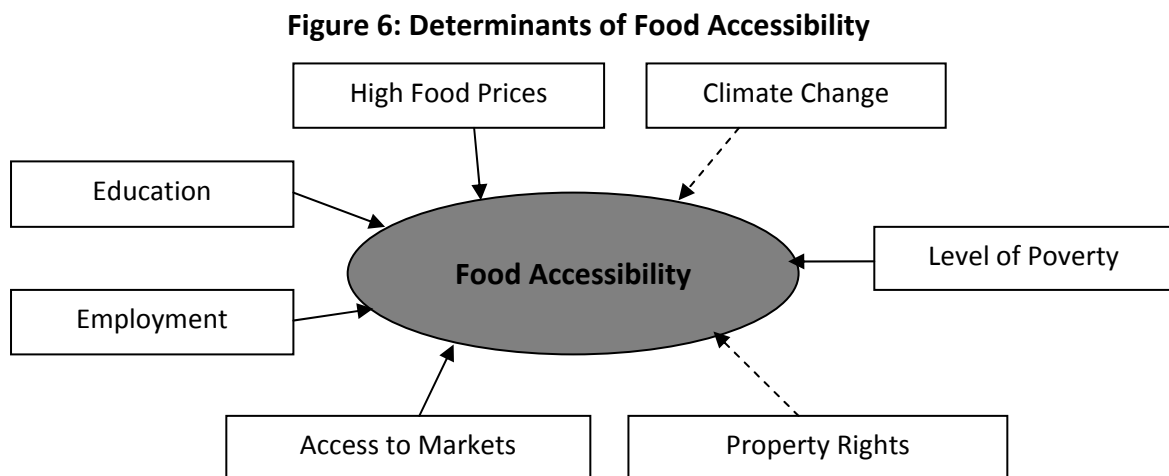 Figure 6: Determinants of Food Accessibility
High Food Prices
Climate Change
Education
Level of Poverty
Food Accessibility
Employment
Access to Markets
Property Rights